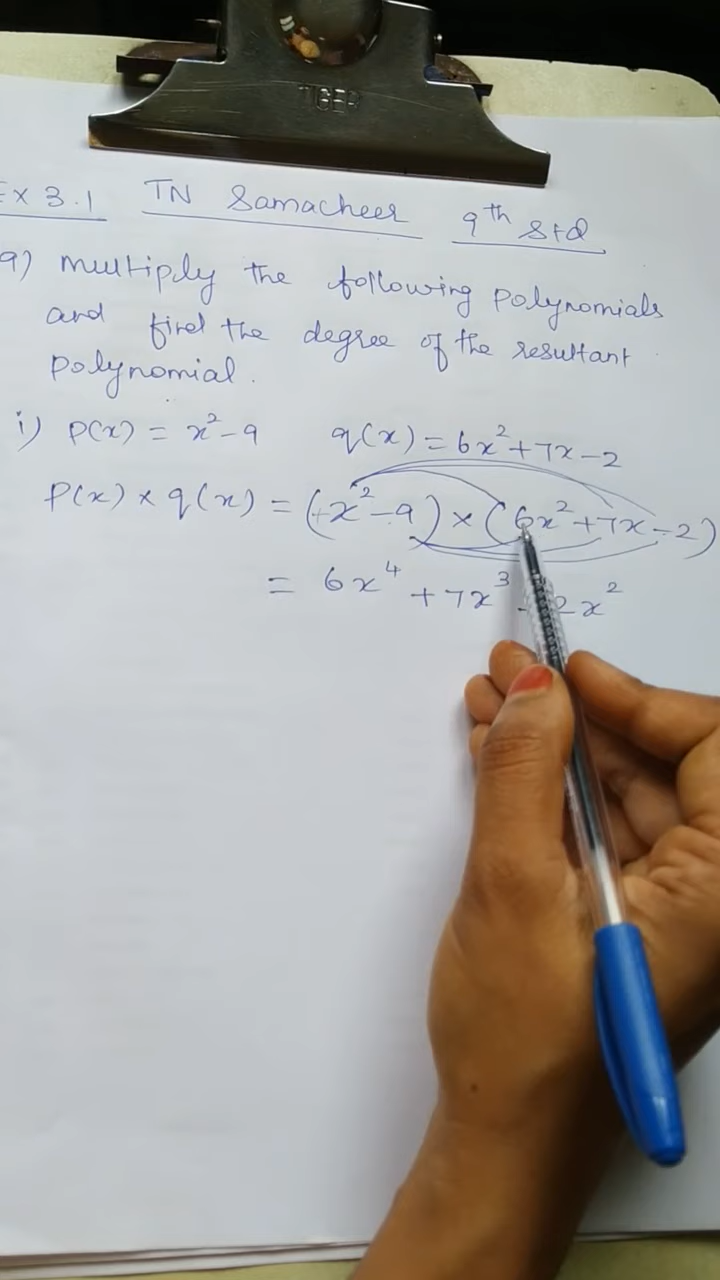 TIGER
Ex 3.1 TN Samacheer 9th Std
9) Multiply the following polynomials
and find the degree of the resultant
polynomial.
i) P(x) = x² - 9 q(x) = 6x² + 7x - 2
P(x) × q(x) = (+x² - 9) × (6x² + 7x - 2)
= 6x⁴ + 7x³ - 2x²